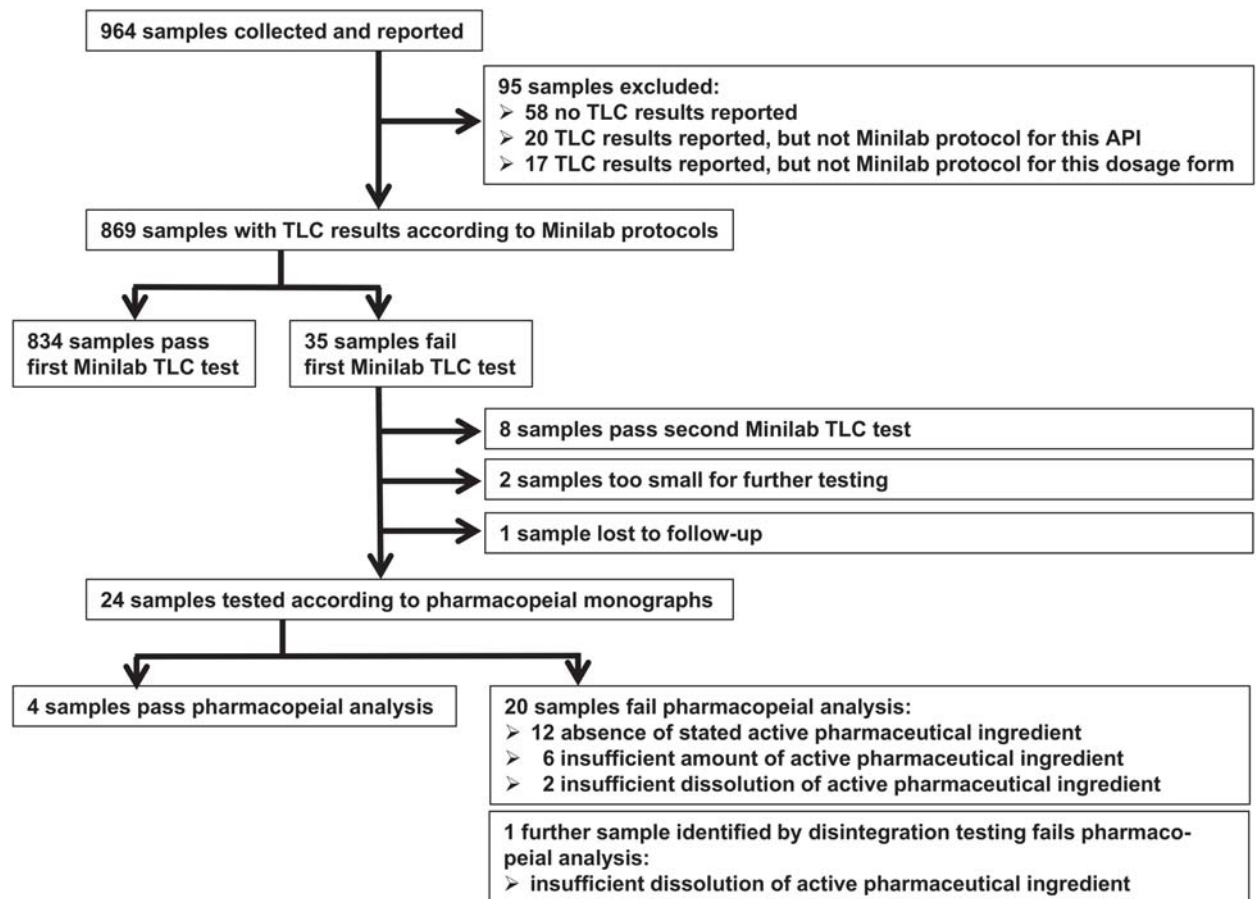 964 samples collected and reported
95 samples excluded:
➢ 58 no TLC results reported
➢ 20 TLC results reported, but not Minilab protocol for this API
➢ 17 TLC results reported, but not Minilab protocol for this dosage form
869 samples with TLC results according to Minilab protocols
834 samples pass
first Minilab TLC test
35 samples fail
first Minilab TLC test
8 samples pass second Minilab TLC test
2 samples too small for further testing
1 sample lost to follow-up
24 samples tested according to pharmacopeial monographs
4 samples pass pharmacopeial analysis
20 samples fail pharmacopeial analysis:
➢ 12 absence of stated active pharmaceutical ingredient
➢ 6 insufficient amount of active pharmaceutical ingredient
➢ 2 insufficient dissolution of active pharmaceutical ingredient
1 further sample identified by disintegration testing fails pharmaco-
peial analysis:
➢ insufficient dissolution of active pharmaceutical ingredient